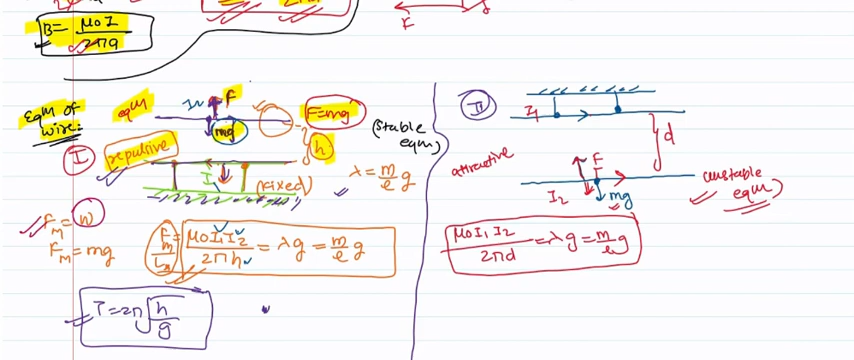 F
B = μ0 I / 2πa
Eqm of wire:
eqm
I2
F
mg
F=mg
h
(Stable eqm)
I
repulsive
I1
(fixed)
λ = m/e g
Fm = w
Fm = mg
Fm/L2 = μ0 I1 I2 / 2πh = λg = m/e g
T = 2π√(h/g)
II
I1
d
attractive
F
I2
mg
(unstable eqm)
μ0 I1 I2 / 2πd = λg = m/e g